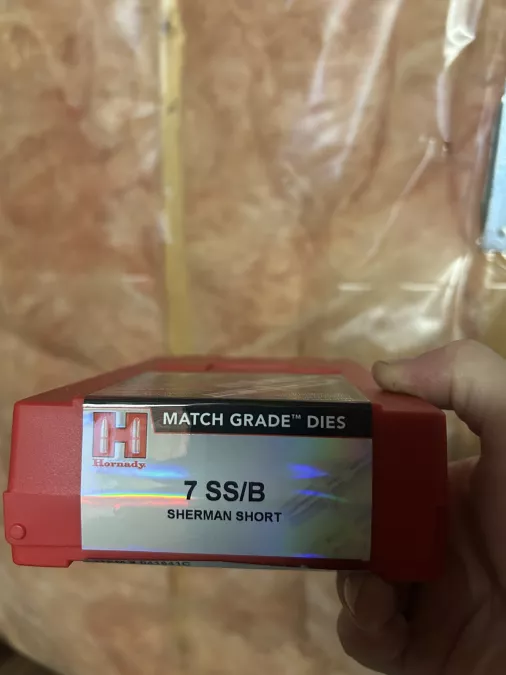 MATCH GRADE™ DIES
H
Hornady
7 SS/B
SHERMAN SHORT